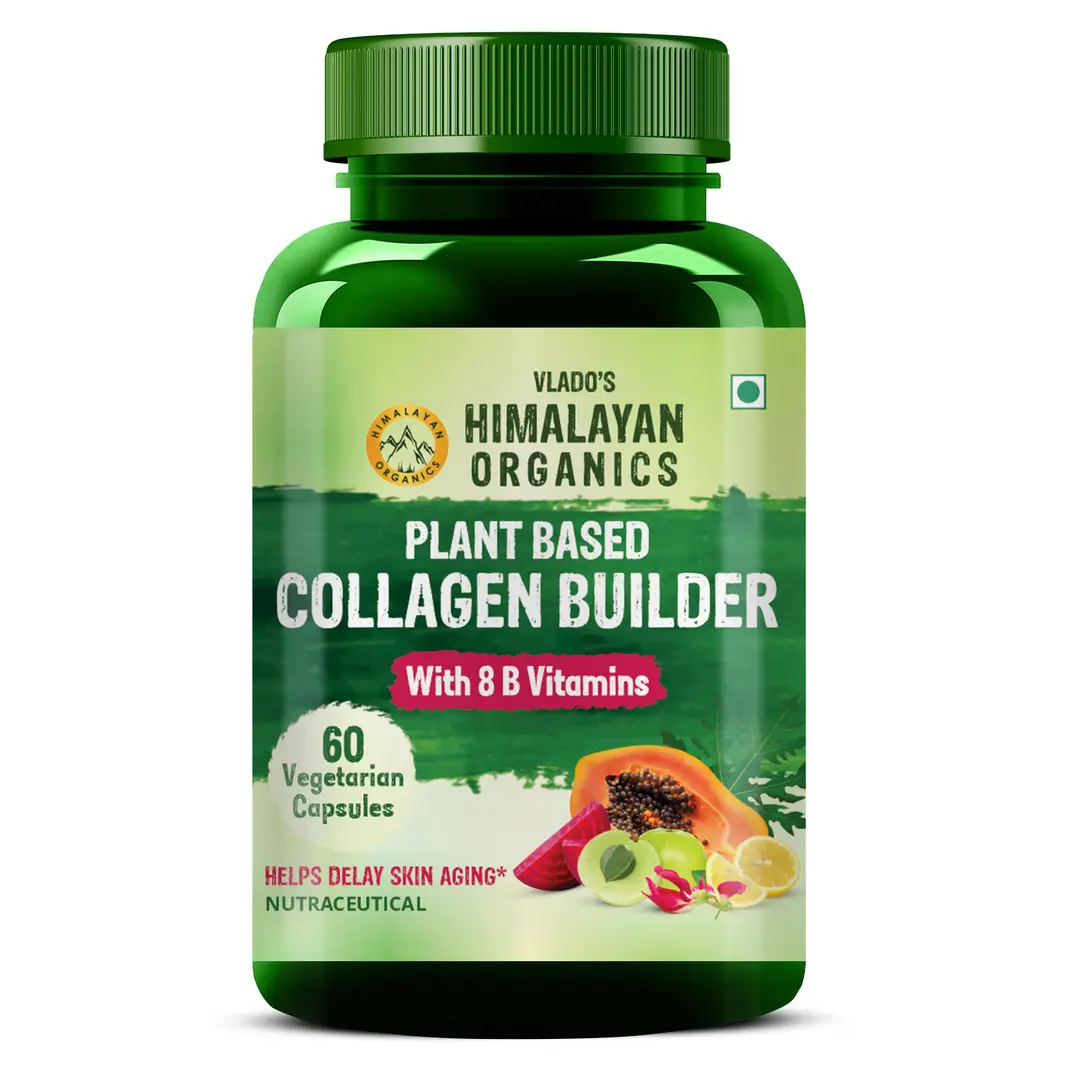 VLADO'S
HIMALAYAN
ORGANICS
HIMALAYAN
ORGANICS
PLANT BASED
COLLAGEN BUILDER
With 8 B Vitamins
60
Vegetarian
Capsules
HELPS DELAY SKIN AGING*
NUTRACEUTICAL